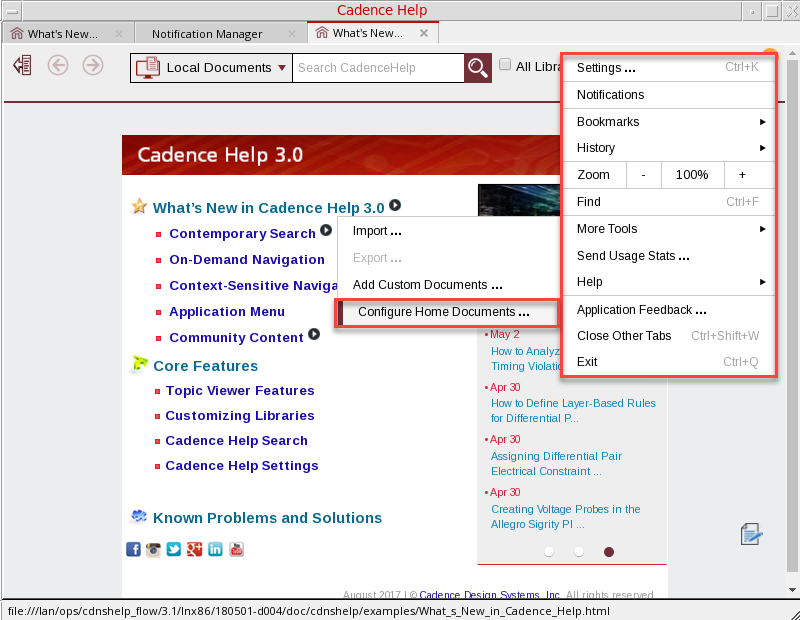 Cadence Help
What's New...
Notification Manager
What's New...
Local Documents
Search CadenceHelp
All Libra
Settings ... Ctrl+K
Notifications
Bookmarks
History
Zoom - 100% +
Find Ctrl+F
More Tools
Send Usage Stats ...
Help
Application Feedback ...
Close Other Tabs Ctrl+Shift+W
Exit Ctrl+Q
Import ...
Export ...
Add Custom Documents ...
Configure Home Documents ...
Cadence Help 3.0
What's New in Cadence Help 3.0
Contemporary Search
On-Demand Navigation
Context-Sensitive Naviga
Application Menu
Community Content
Core Features
Topic Viewer Features
Customizing Libraries
Cadence Help Search
Cadence Help Settings
Known Problems and Solutions
May 2
How to Analyz
Timing Violatio
Apr 30
How to Define Layer-Based Rules
for Differential P...
Apr 30
Assigning Differential Pair
Electrical Constraint ...
Apr 30
Creating Voltage Probes in the
Allegro Sigrity PI ...
August 2017 | © Cadence Design Systems, Inc. All rights reserved.
file:///lan/ops/cdnshelp_flow/3.1/lnx86/180501-d004/doc/cdnshelp/examples/What_s_New_in_Cadence_Help.html